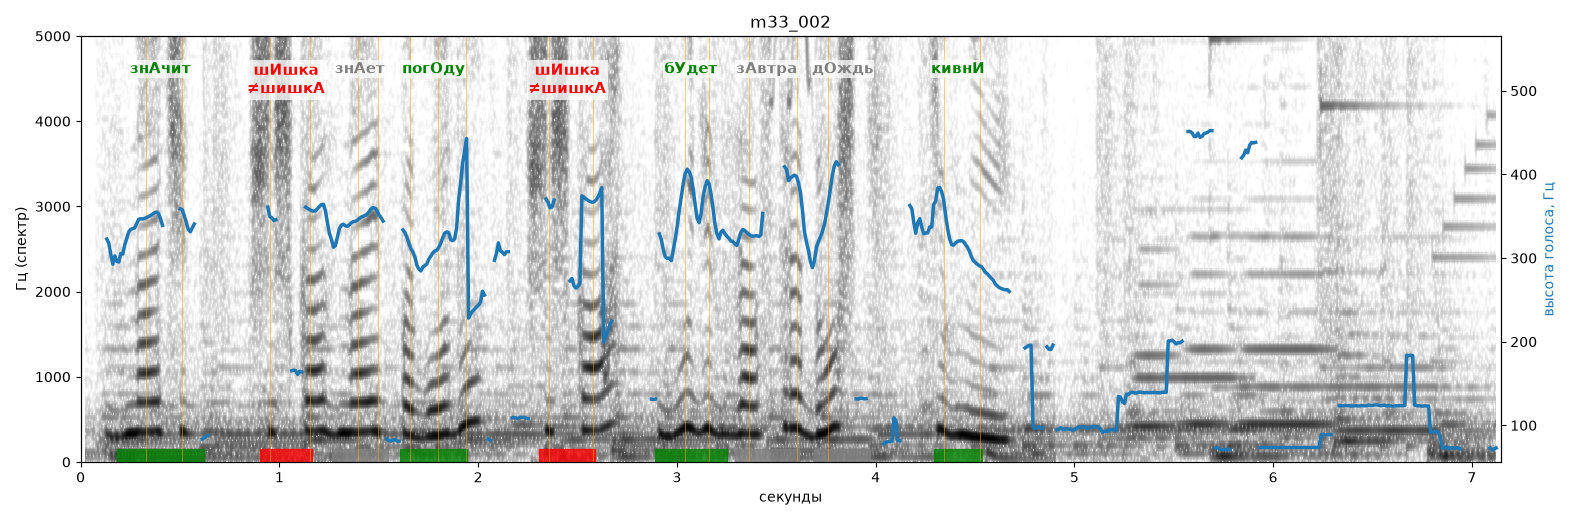 m33_002
5000
4000
3000
2000
1000
0
Гц (спектр)
знАчит
шИшка
≠шишкА
знАет
погОду
шИшка
≠шишкА
бУдет
зАвтра
дОждь
кивнИ
500
400
300
200
100
высота голоса, Гц
0 1 2 3 4 5 6 7
секунды